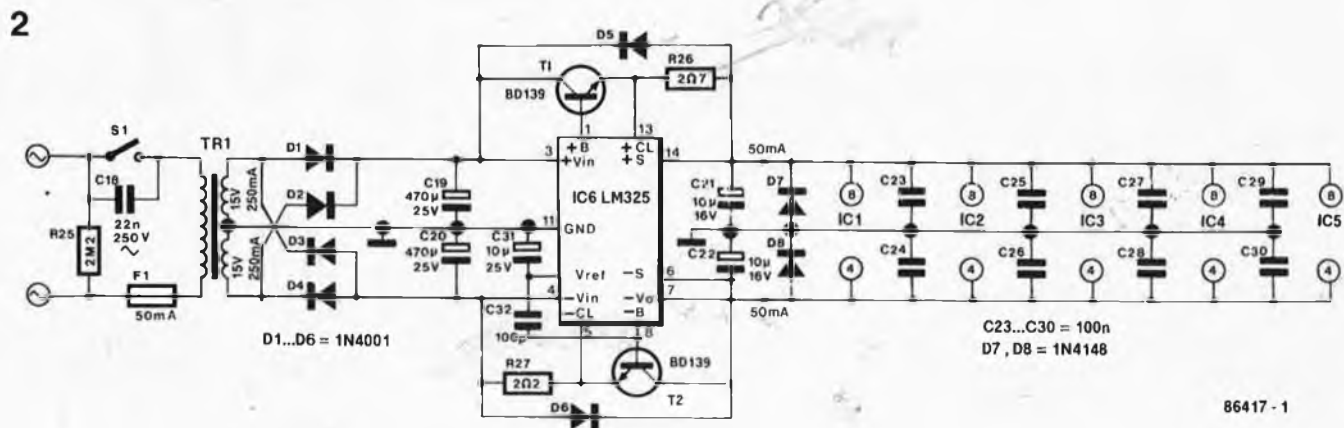 2
D5
R26
2Ω7
T1
BD139
S1
TR1
D1
1
13
+B
CL
+
+S
3
+Vin
14
50mA
C18
22n
250 V
~
R25
2M2
F1
50mA
15V
250mA
15V
250mA
D2
D3
D4
C19
470µ
25V
C20
470µ
25V
C31
10µ
25V
IC6 LM325
11
GND
C21
10µ
16V
D7
C22
10µ
16V
D8
8
IC1
4
C23
C24
8
IC2
4
C25
C26
8
IC3
4
C27
C28
8
IC4
4
C29
C30
IC5
8
4
Vref
−S
6
4
−Vin
−Vo
7
50mA
C32
−CL
−B
5
8
D1...D6 = 1N4001
R27
2Ω2
BD139
T2
D6
C23...C30 = 100n
D7 , D8 = 1N4148
86417 - 1